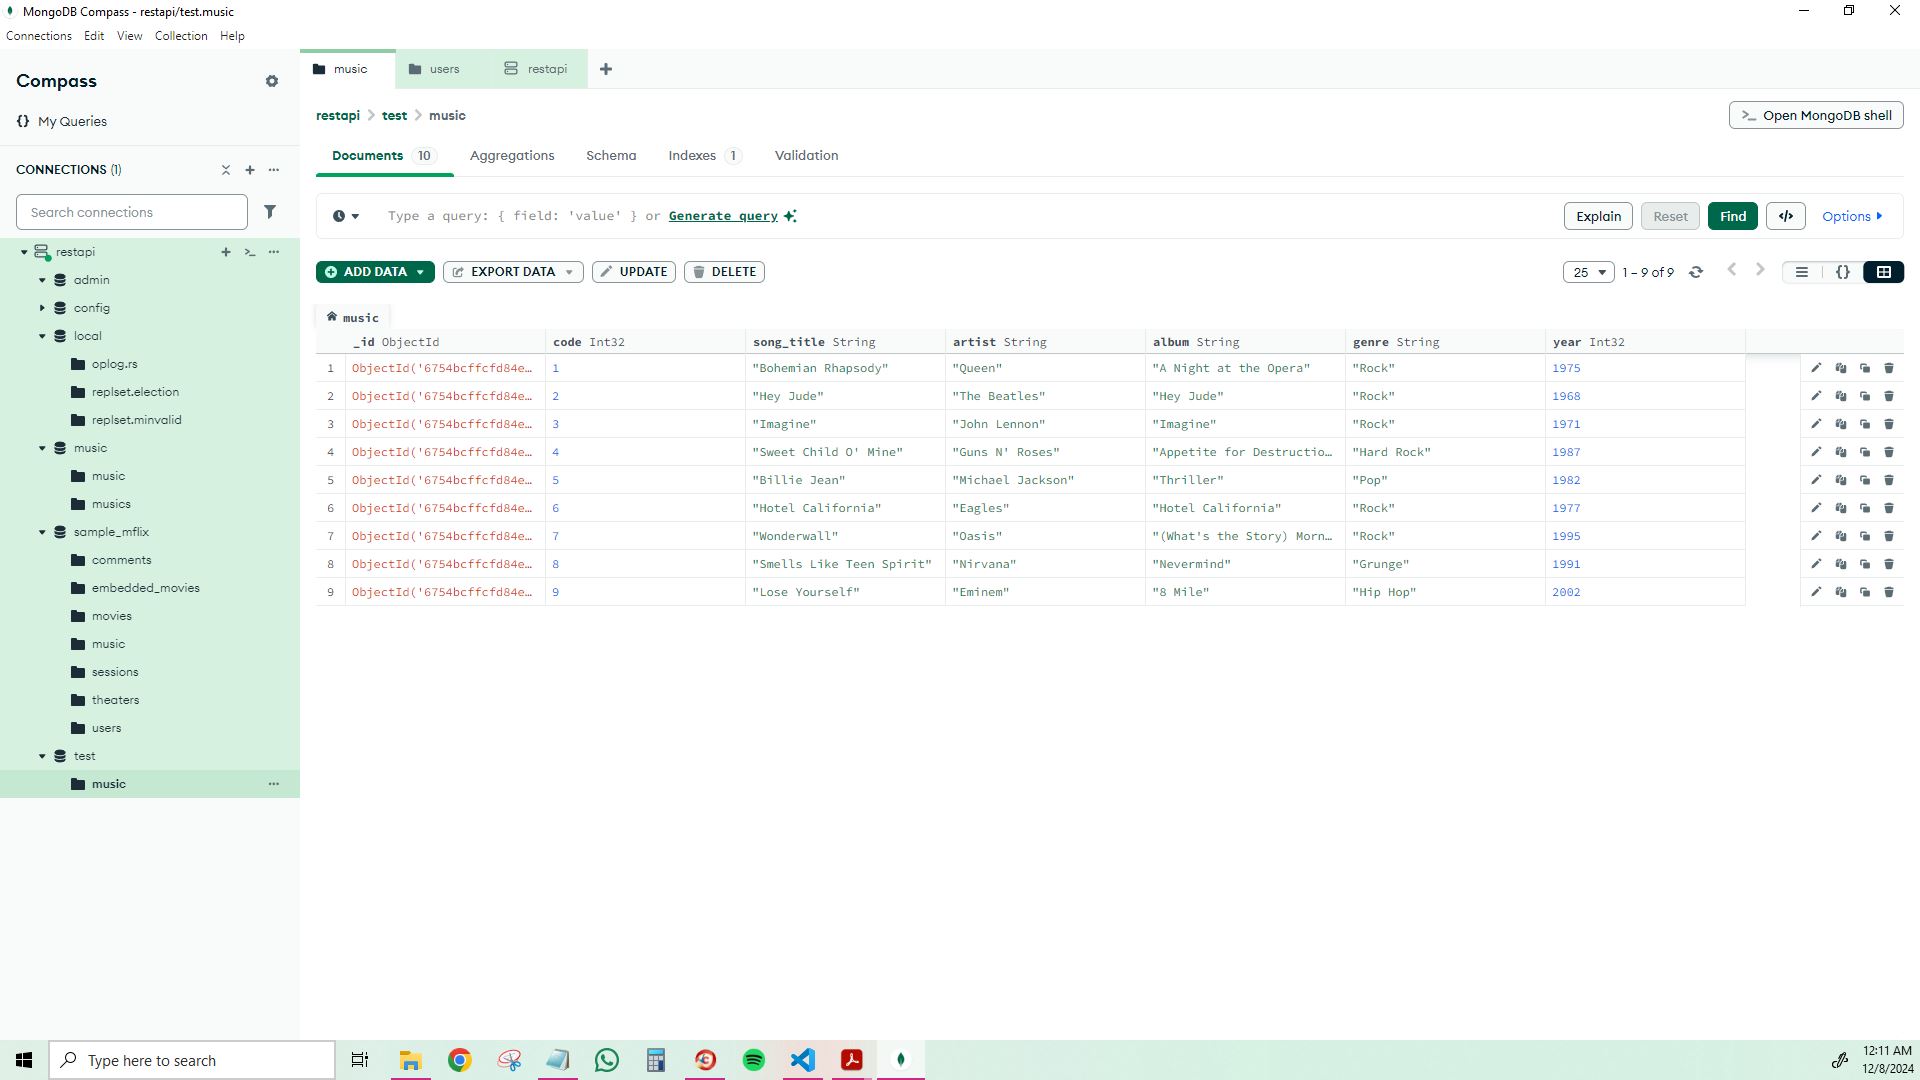 MongoDB Compass - restapi/test.music
Connections Edit View Collection Help
Compass
My Queries
CONNECTIONS (1)
Search connections
restapi
admin
config
local
oplog.rs
replset.election
replset.minvalid
music
music
musics
sample_mflix
comments
embedded_movies
movies
music
sessions
theaters
users
test
music
music users restapi
restapi > test > music
>_ Open MongoDB shell
Documents 10 Aggregations Schema Indexes 1 Validation
Type a query: { field: 'value' } or Generate query
Explain Reset Find </> Options
ADD DATA EXPORT DATA UPDATE DELETE
25 1 – 9 of 9 {}
music
_id ObjectId code Int32 song_title String artist String album String genre String year Int32
1 ObjectId('6754bcffcfd84e… 1 "Bohemian Rhapsody" "Queen" "A Night at the Opera" "Rock" 1975
2 ObjectId('6754bcffcfd84e… 2 "Hey Jude" "The Beatles" "Hey Jude" "Rock" 1968
3 ObjectId('6754bcffcfd84e… 3 "Imagine" "John Lennon" "Imagine" "Rock" 1971
4 ObjectId('6754bcffcfd84e… 4 "Sweet Child O' Mine" "Guns N' Roses" "Appetite for Destructio… "Hard Rock" 1987
5 ObjectId('6754bcffcfd84e… 5 "Billie Jean" "Michael Jackson" "Thriller" "Pop" 1982
6 ObjectId('6754bcffcfd84e… 6 "Hotel California" "Eagles" "Hotel California" "Rock" 1977
7 ObjectId('6754bcffcfd84e… 7 "Wonderwall" "Oasis" "(What's the Story) Morn… "Rock" 1995
8 ObjectId('6754bcffcfd84e… 8 "Smells Like Teen Spirit" "Nirvana" "Nevermind" "Grunge" 1991
9 ObjectId('6754bcffcfd84e… 9 "Lose Yourself" "Eminem" "8 Mile" "Hip Hop" 2002
Type here to search
12:11 AM
12/8/2024